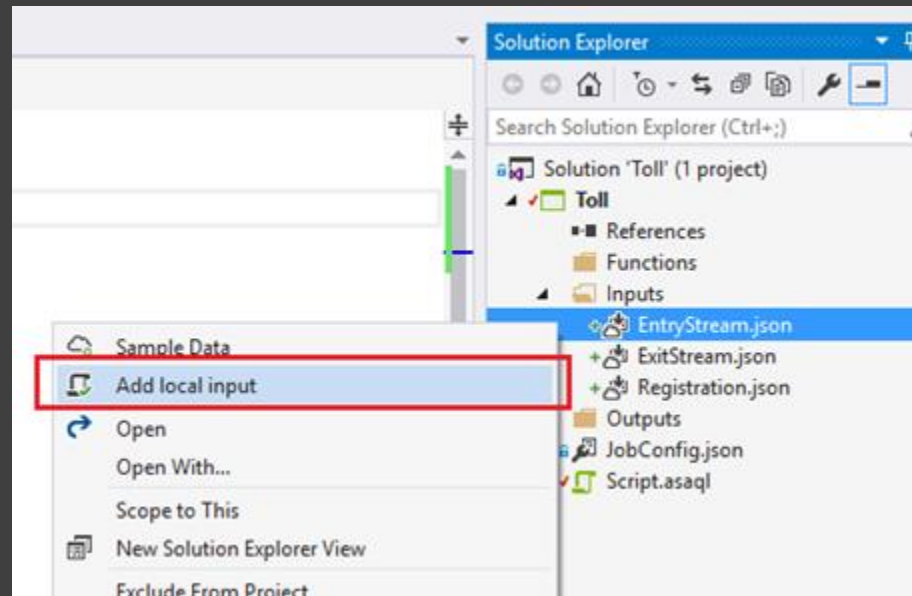 Solution Explorer
Search Solution Explorer (Ctrl+;)
Solution 'Toll' (1 project)
Toll
References
Functions
Inputs
EntryStream.json
ExitStream.json
Registration.json
Outputs
JobConfig.json
Script.asaql
Sample Data
Add local input
Open
Open With...
Scope to This
New Solution Explorer View
Exclude From Project